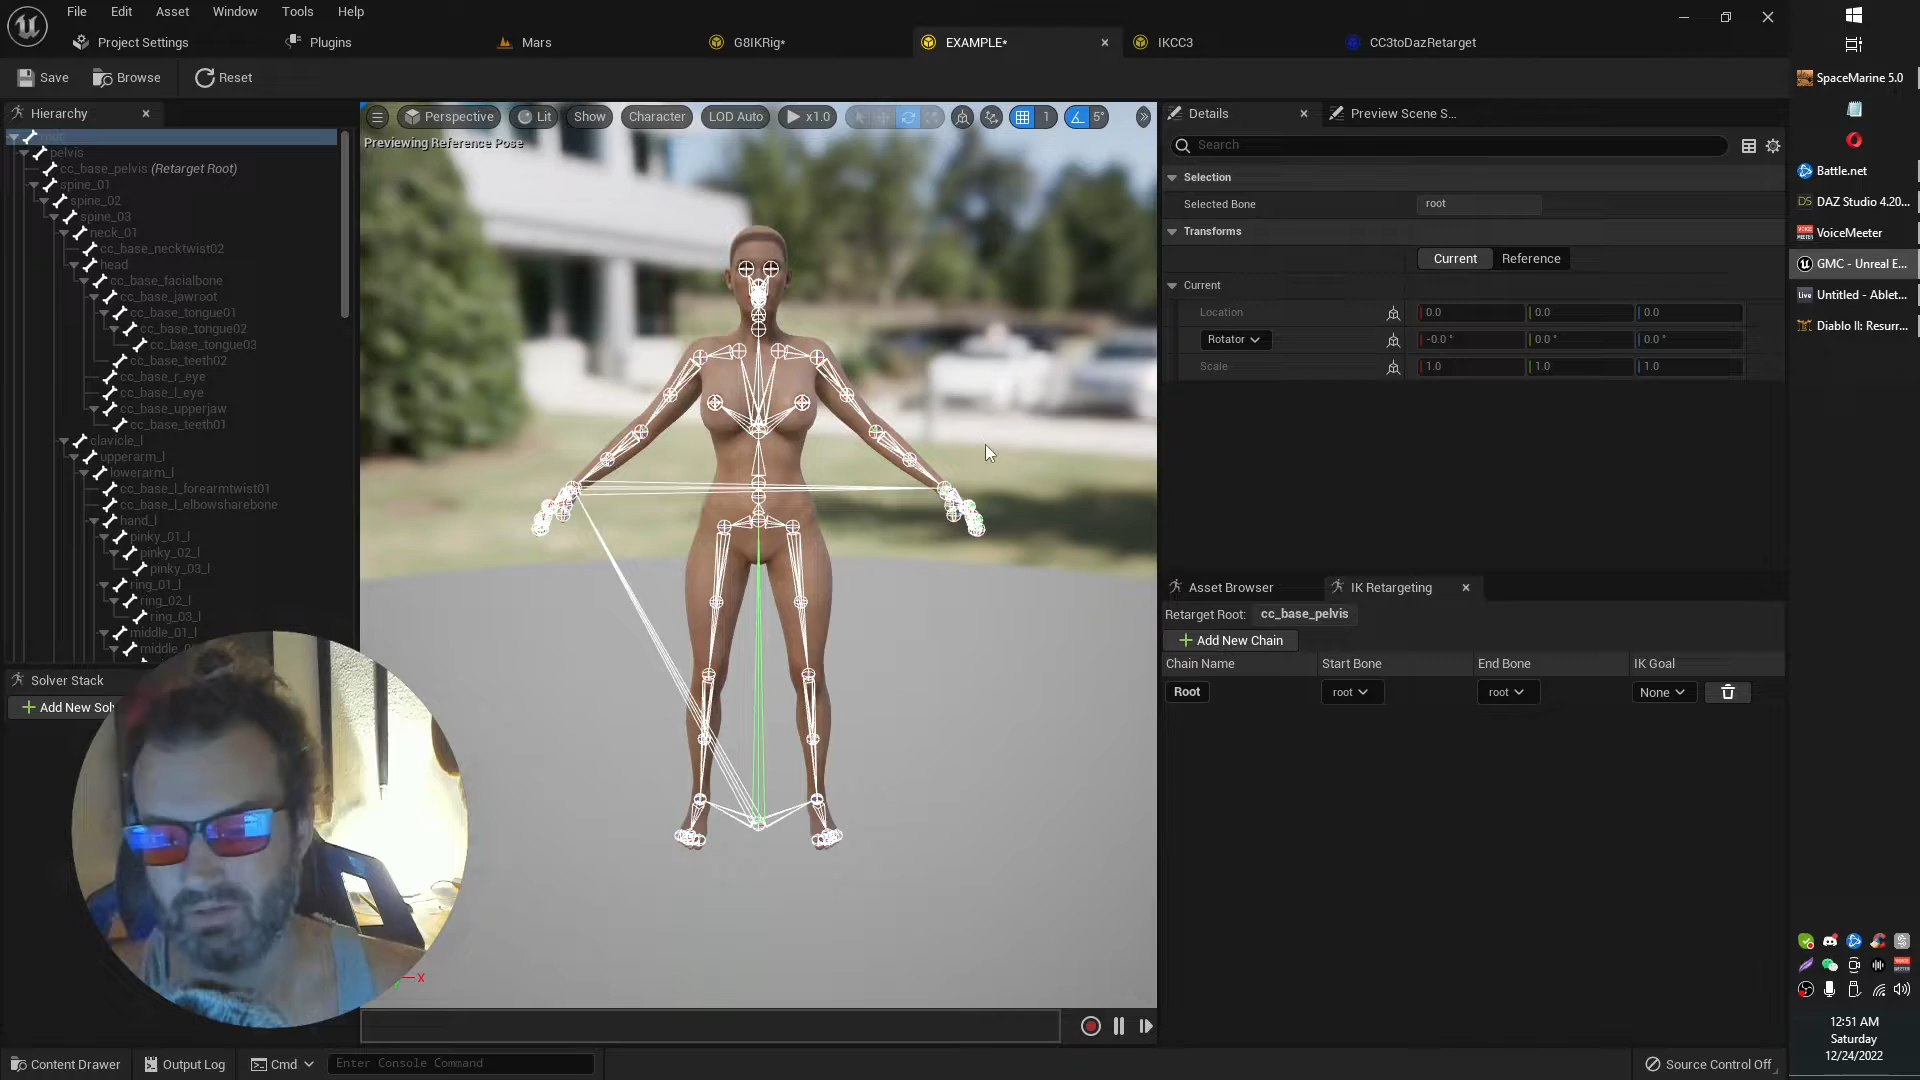 File Edit Asset Window Tools Help
Project Settings Plugins Mars G8IKRig* EXAMPLE* IKCC3 CC3toDazRetarget
Save Browse Reset
Hierarchy
pelvis
cc_base_pelvis (Retarget Root)
spine_01
spine_02
spine_03
neck_01
cc_base_necktwist02
head
cc_base_facialbone
cc_base_jawroot
cc_base_tongue01
cc_base_tongue02
cc_base_tongue03
cc_base_teeth02
cc_base_r_eye
cc_base_l_eye
cc_base_upperjaw
cc_base_teeth01
clavicle_l
upperarm_l
lowerarm_l
cc_base_l_forearmtwist01
cc_base_l_elbowsharebone
hand_l
pinky_01_l
pinky_02_l
pinky_03_l
ring_01_l
ring_02_l
ring_03_l
middle_01_l
Solver Stack
Add New Sol
Perspective Lit Show Character LOD Auto x1.0 1 5°
Previewing Reference Pose
X
Details Preview Scene S...
Search
Selection
Selected Bone root
Transforms
Current Reference
Current
Location 0.0 0.0 0.0
Rotator -0.0 ° 0.0 ° 0.0 °
Scale 1.0 1.0 1.0
Asset Browser IK Retargeting
Retarget Root: cc_base_pelvis
Add New Chain
Chain Name Start Bone End Bone IK Goal
Root root root None
SpaceMarine 5.0
Battle.net
DAZ Studio 4.20...
VoiceMeeter
GMC - Unreal E...
Untitled - Ablet...
Diablo II: Resurr...
12:51 AM
Saturday
12/24/2022
Content Drawer Output Log Cmd Enter Console Command Source Control Off